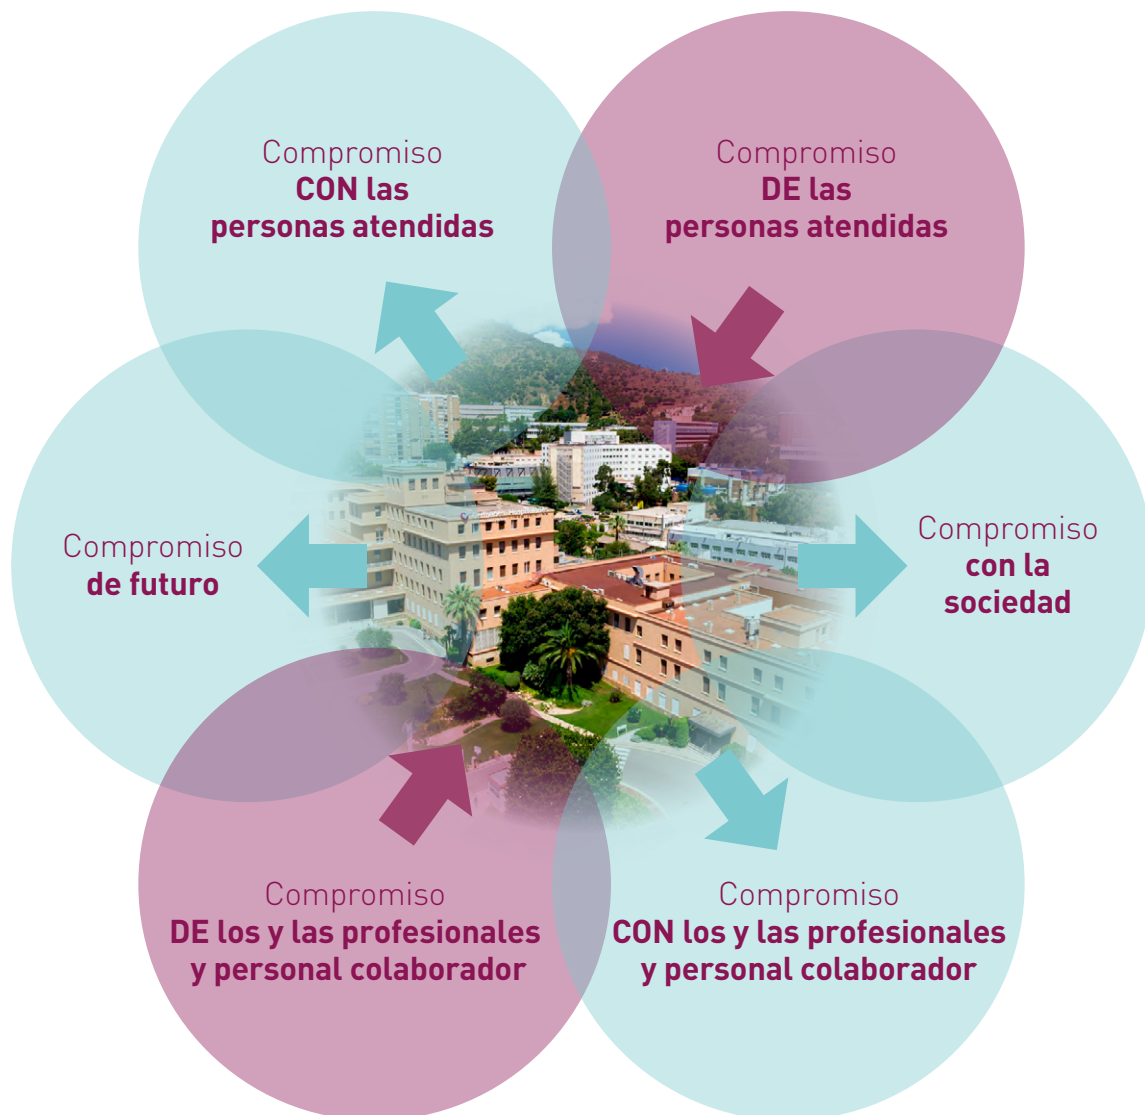 Compromiso
CON las
personas atendidas
Compromiso
DE las
personas atendidas
Compromiso
de futuro
Compromiso
con la
sociedad
Compromiso
DE los y las profesionales
y personal colaborador
Compromiso
CON los y las profesionales
y personal colaborador